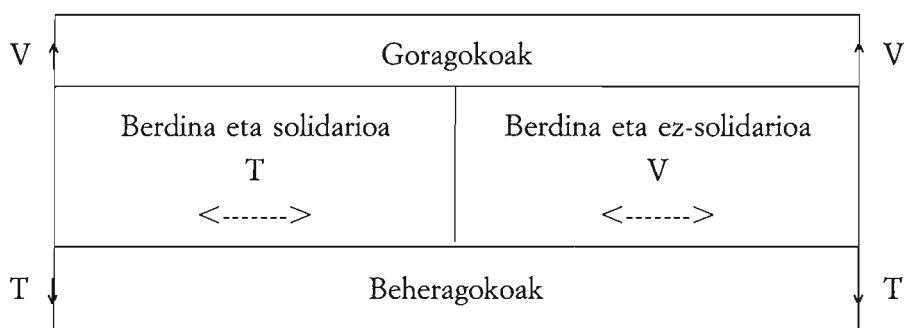 V Goragokoak V
Berdina eta solidarioa Berdina eta ez-solidarioa
T V
<-------> <------->
T Beheragokoak T